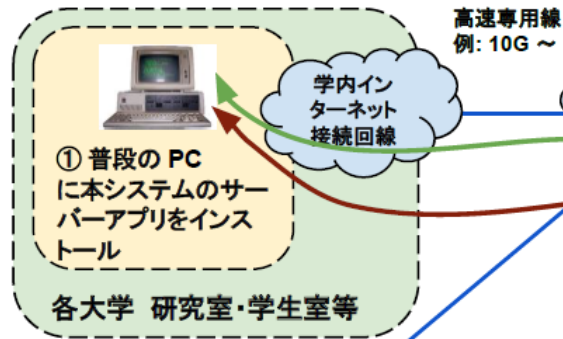 高速専用線
例: 10G ～
学内イン
ターネット
接続回線
① 普段の PC
に本システムのサー
バーアプリをインス
トール
各大学 研究室・学生室等